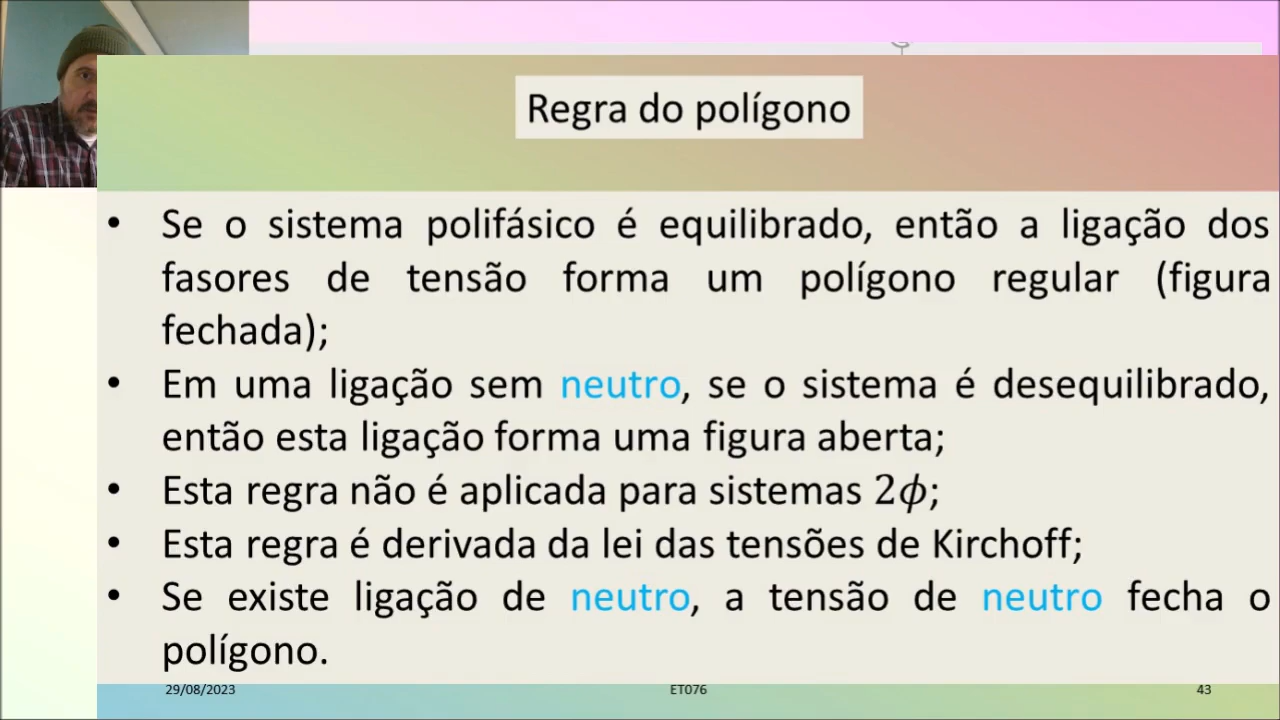 Regra do polígono
• Se o sistema polifásico é equilibrado, então a ligação dos
fasores de tensão forma um polígono regular (figura
fechada);
• Em uma ligação sem neutro, se o sistema é desequilibrado,
então esta ligação forma uma figura aberta;
• Esta regra não é aplicada para sistemas 2𝜙;
• Esta regra é derivada da lei das tensões de Kirchoff;
• Se existe ligação de neutro, a tensão de neutro fecha o
polígono.
29/08/2023
ET076
43